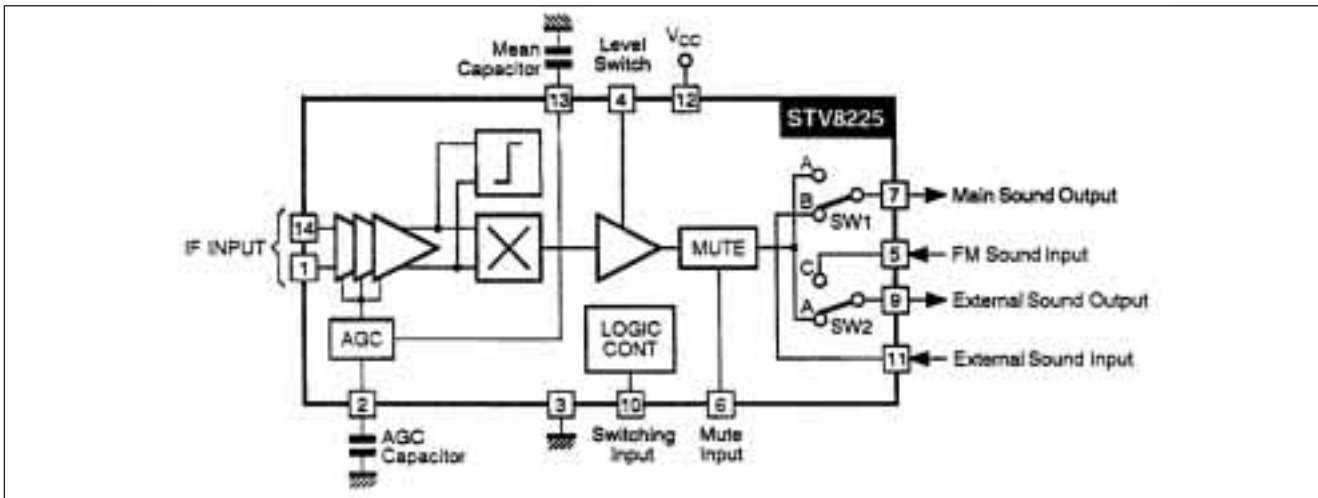 Mean
Capacitor
Level
Switch
VCC
13
4
12
STV8225
A
7
Main Sound Output
B
SW1
14
IF INPUT
1
MUTE
5
FM Sound Input
C
9
External Sound Output
A
SW2
AGC
LOGIC
CONT
11
External Sound Input
2
3
10
6
AGC
Capacitor
Switching
Input
Mute
Input